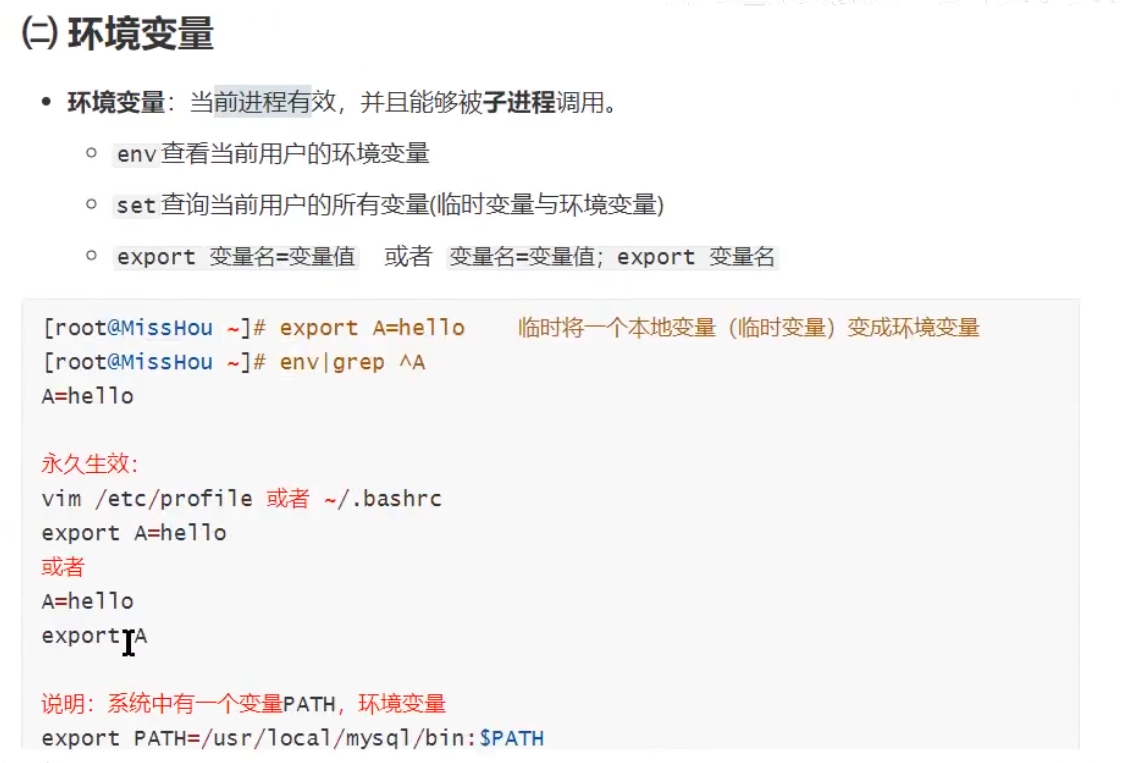 ㈡ 环境变量
环境变量：当前进程有效，并且能够被子进程调用。
env查看当前用户的环境变量
set查询当前用户的所有变量(临时变量与环境变量)
export 变量名=变量值 或者 变量名=变量值; export 变量名
[root@MissHou ~]# export A=hello 临时将一个本地变量（临时变量）变成环境变量
[root@MissHou ~]# env|grep ^A
A=hello
永久生效：
vim /etc/profile 或者 ~/.bashrc
export A=hello
或者
A=hello
export A
说明：系统中有一个变量PATH，环境变量
export PATH=/usr/local/mysql/bin:$PATH